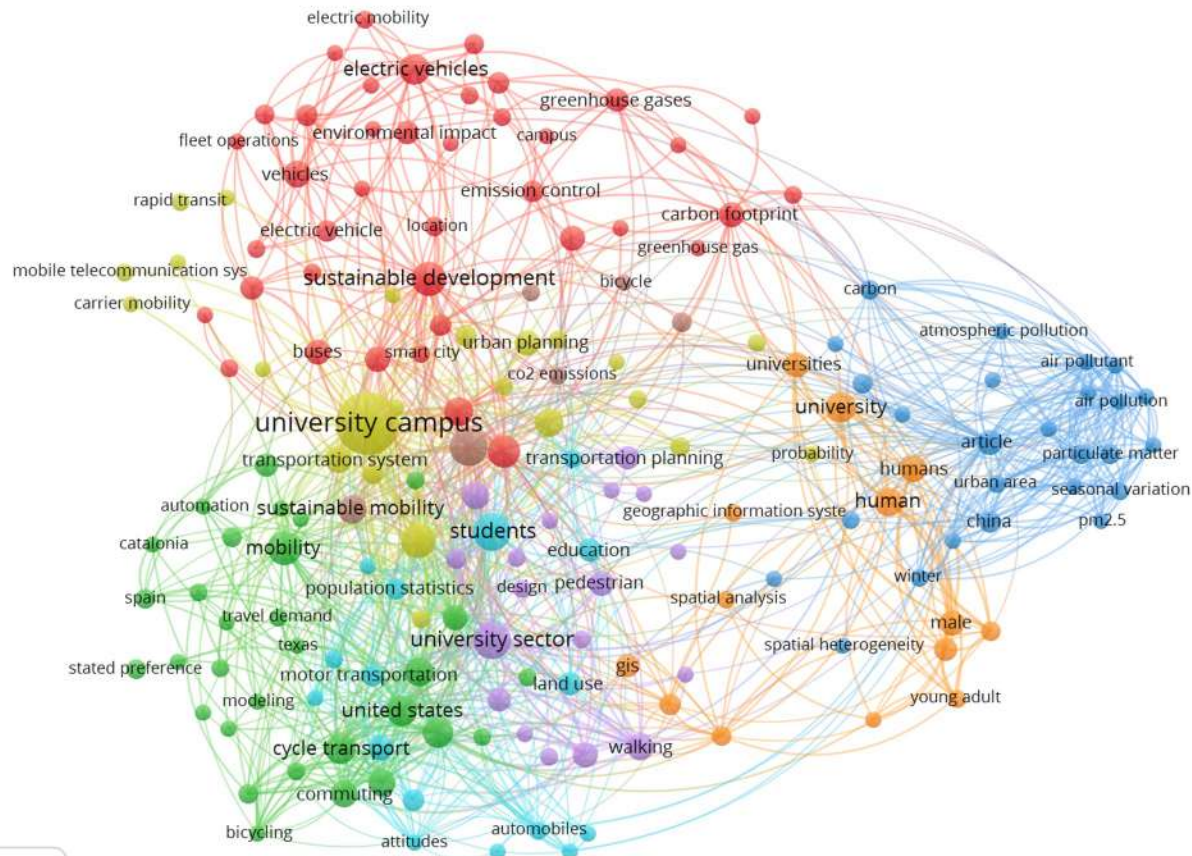 electric mobility
electric vehicles
greenhouse gases
environmental impact
campus
fleet operations
vehicles
emission control
rapid transit
carbon footprint
electric vehicle
location
greenhouse gas
mobile telecommunication sys
sustainable development
bicycle
carbon
carrier mobility
atmospheric pollution
buses
smart city
urban planning
air pollutant
co2 emissions
universities
air pollution
university campus
university
article
transportation system
transportation planning
probability
particulate matter
humans
urban area
seasonal variation
automation
sustainable mobility
geographic information syste
human
china
pm2.5
students
catalonia
mobility
education
winter
population statistics
design
pedestrian
spain
spatial analysis
travel demand
male
texas
university sector
spatial heterogeneity
stated preference
motor transportation
gis
land use
modeling
young adult
united states
cycle transport
walking
commuting
bicycling
attitudes
automobiles